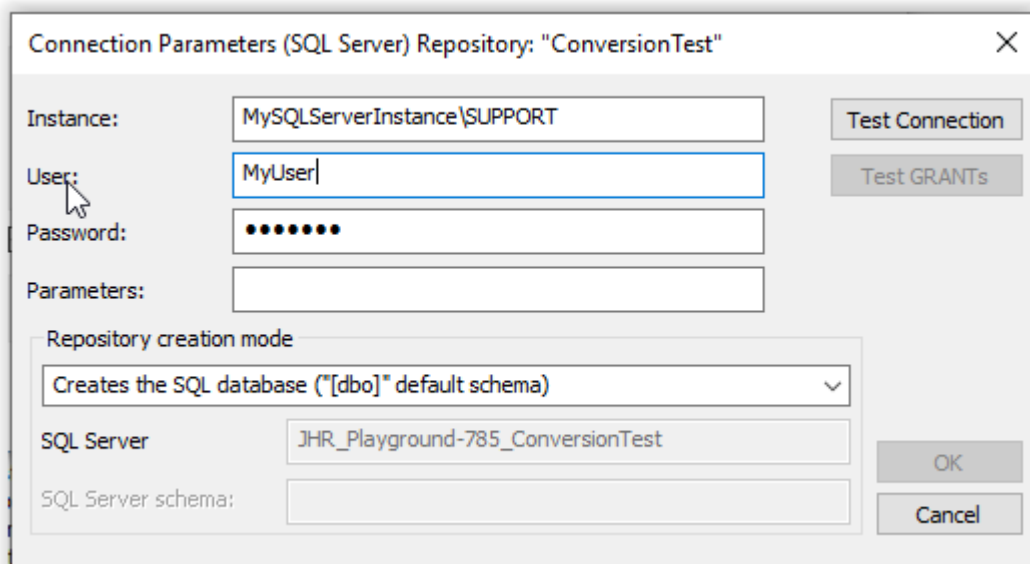 Connection Parameters (SQL Server) Repository: "ConversionTest"
Instance:
MySQLServerInstance\SUPPORT
Test Connection
User:
MyUser
Test GRANTs
Password:
•••••••
Parameters:
Repository creation mode
Creates the SQL database ("[dbo]" default schema)
SQL Server
JHR_Playground-785_ConversionTest
OK
SQL Server schema:
Cancel